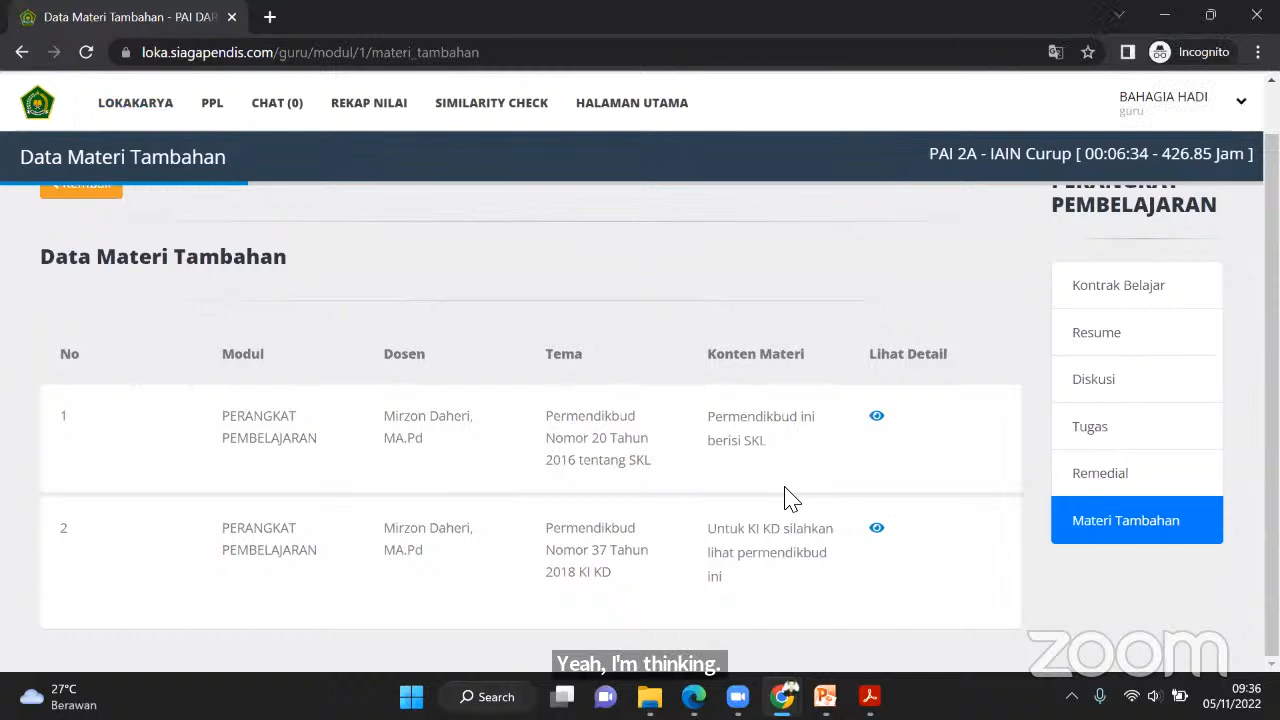 Data Materi Tambahan - PAI DAR
loka.siagapendis.com/guru/modul/1/materi_tambahan
Incognito
LOKAKARYA PPL CHAT (0) REKAP NILAI SIMILARITY CHECK HALAMAN UTAMA
BAHAGIA HADI
guru
Data Materi Tambahan
PAI 2A - IAIN Curup [ 00:06:34 - 426.85 Jam ]
Kembali
PERANGKAT
PEMBELAJARAN
Data Materi Tambahan
Kontrak Belajar
Resume
Diskusi
Tugas
Remedial
Materi Tambahan
No Modul Dosen Tema Konten Materi Lihat Detail
1 PERANGKAT Mirzon Daheri, Permendikbud Permendikbud ini
PEMBELAJARAN MA.Pd Nomor 20 Tahun berisi SKL
2016 tentang SKL
2 PERANGKAT Mirzon Daheri, Permendikbud Untuk KI KD silahkan
PEMBELAJARAN MA.Pd Nomor 37 Tahun lihat permendikbud
2018 KI KD ini
Yeah, I'm thinking.
zoom
27°C
Berawan
Search
09:36
05/11/2022